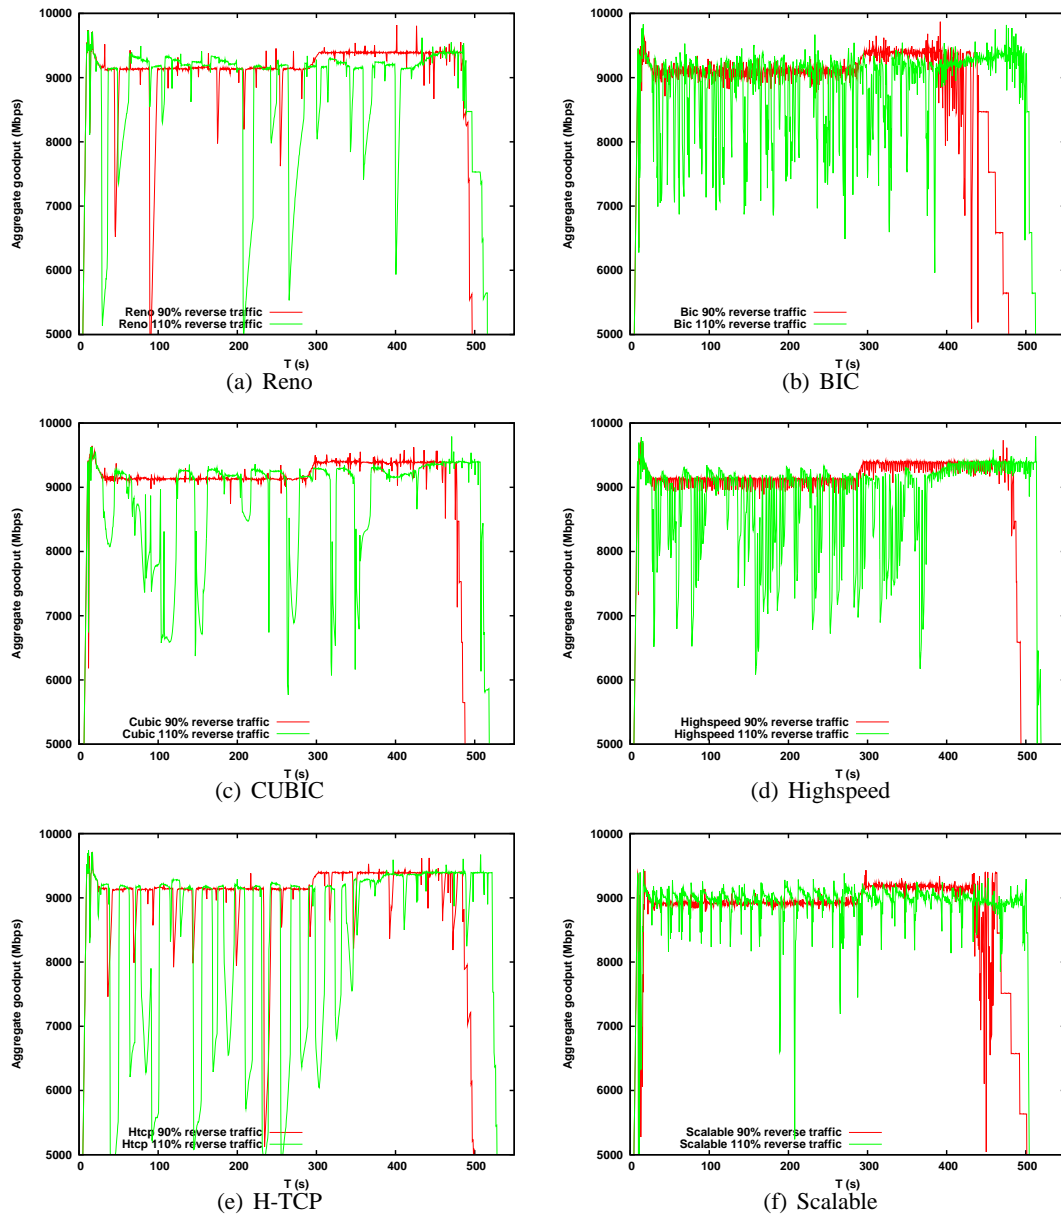 10000
9000
8000
7000
6000
5000
Aggregate goodput (Mbps)
0 100 200 300 400 500
T (s)
Reno 90% reverse traffic
Reno 110% reverse traffic
(a) Reno
10000
9000
8000
7000
6000
5000
Aggregate goodput (Mbps)
0 100 200 300 400 500
T (s)
Bic 90% reverse traffic
Bic 110% reverse traffic
(b) BIC
10000
9000
8000
7000
6000
5000
Aggregate goodput (Mbps)
0 100 200 300 400 500
T (s)
Cubic 90% reverse traffic
Cubic 110% reverse traffic
(c) CUBIC
10000
9000
8000
7000
6000
5000
Aggregate goodput (Mbps)
0 100 200 300 400 500
T (s)
Highspeed 90% reverse traffic
Highspeed 110% reverse traffic
(d) Highspeed
10000
9000
8000
7000
6000
5000
Aggregate goodput (Mbps)
0 100 200 300 400 500
T (s)
Htcp 90% reverse traffic
Htcp 110% reverse traffic
(e) H-TCP
10000
9000
8000
7000
6000
5000
Aggregate goodput (Mbps)
0 100 200 300 400 500
T (s)
Scalable 90% reverse traffic
Scalable 110% reverse traffic
(f) Scalable